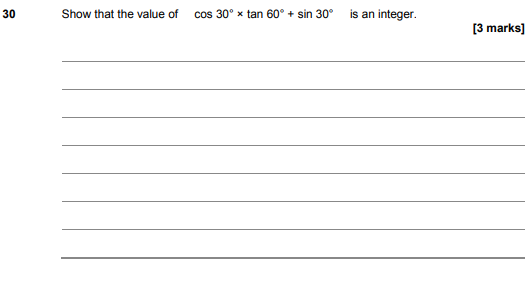 30 Show that the value of cos 30° × tan 60° + sin 30° is an integer.
[3 marks]